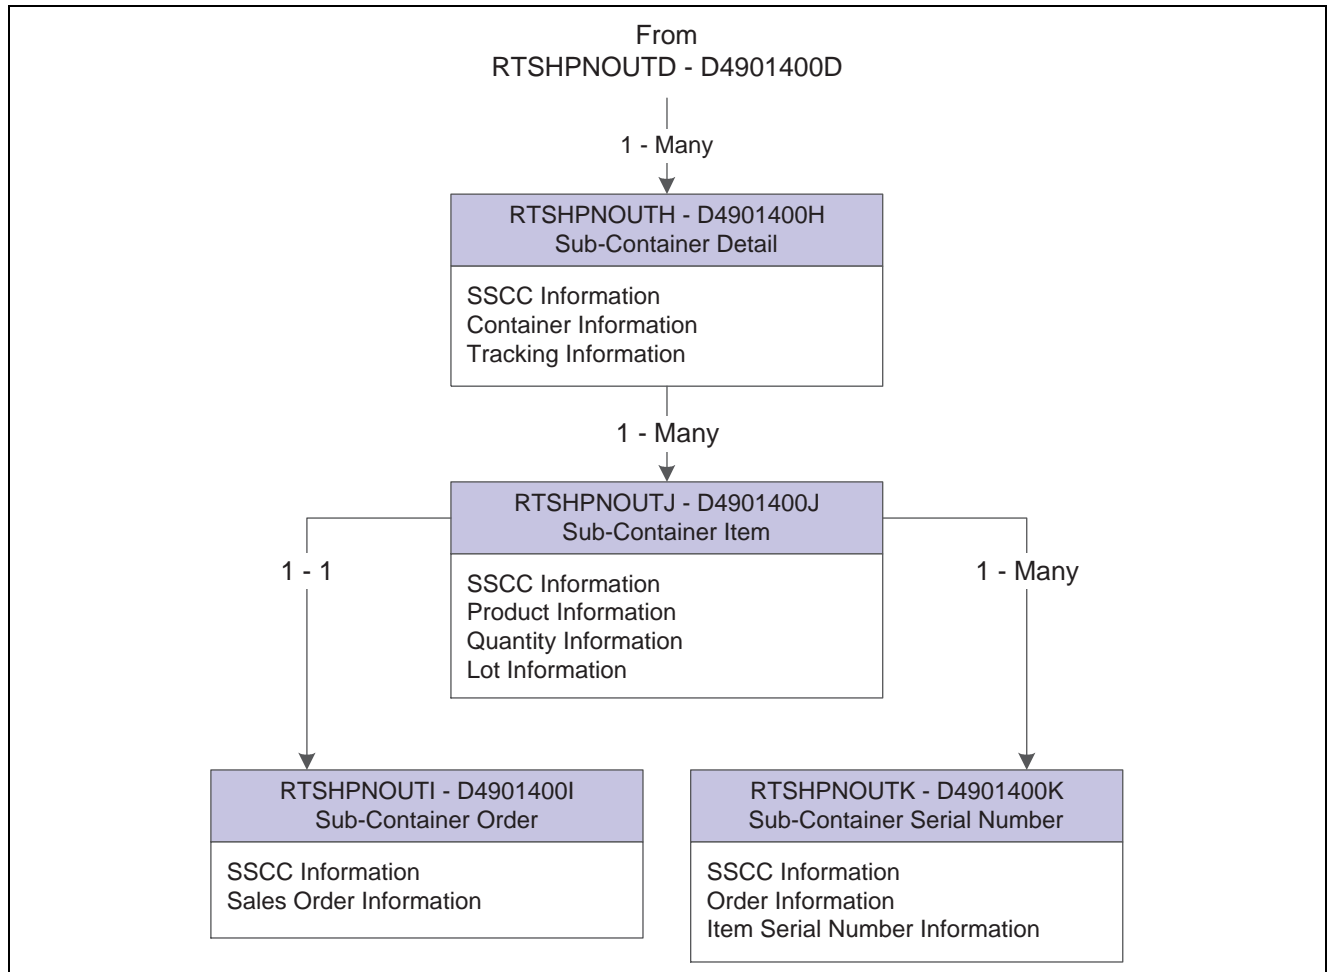 From
RTSHPNOUTD - D4901400D
1 - Many
RTSHPNOUTH - D4901400H
Sub-Container Detail
SSCC Information
Container Information
Tracking Information
1 - Many
RTSHPNOUTJ - D4901400J
Sub-Container Item
SSCC Information
Product Information
Quantity Information
Lot Information
1 - 1
1 - Many
RTSHPNOUTI - D4901400I
Sub-Container Order
SSCC Information
Sales Order Information
RTSHPNOUTK - D4901400K
Sub-Container Serial Number
SSCC Information
Order Information
Item Serial Number Information